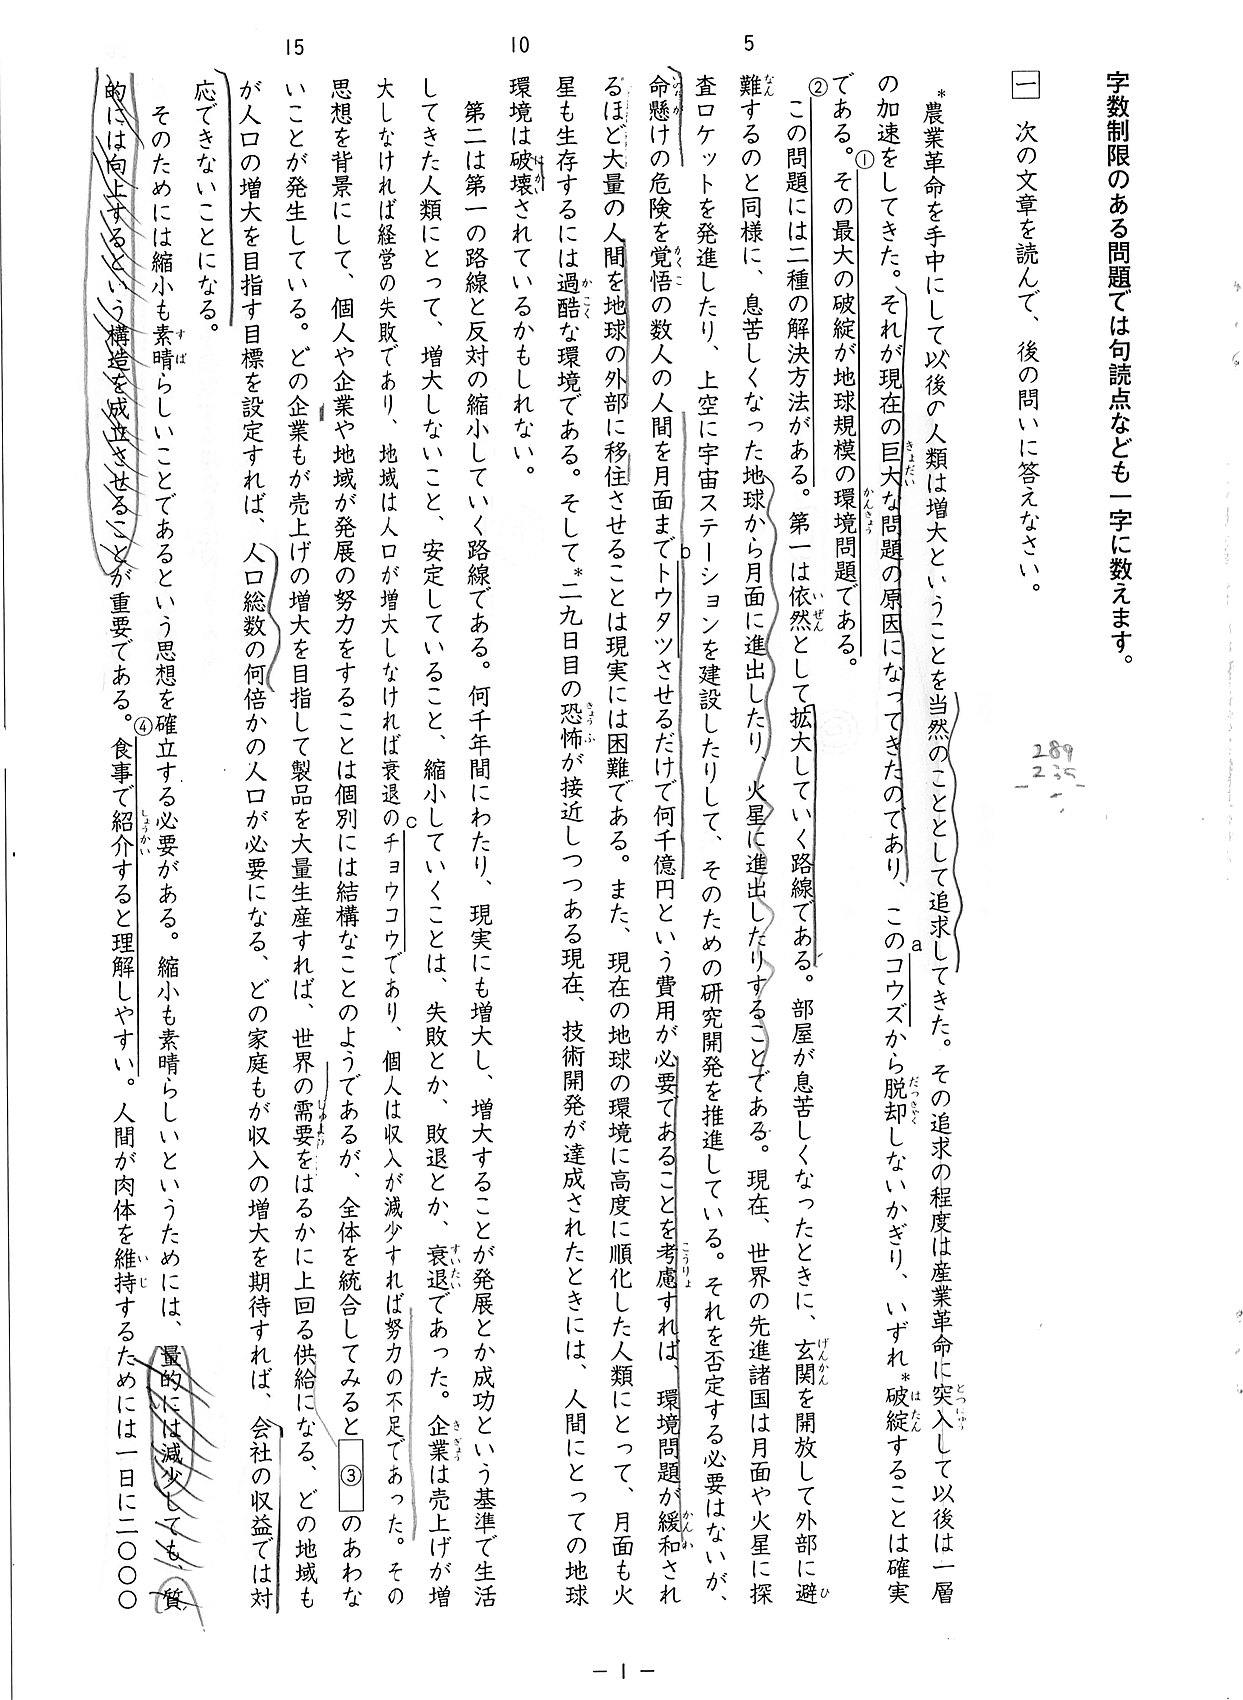 字数制限のある問題では句読点なども一字に数えます。
一 次の文章を読んで、後の問いに答えなさい。
289
235
*農業革命を手中にして以後の人類は増大ということを当然のこととして追求してきた。その追求の程度は産業革命に突入して以後は一層
の加速をしてきた。それが現在の巨大な問題の原因になってきたのであり、このaコウズから脱却しないかぎり、いずれ*破綻することは確実
である。①その最大の破綻が地球規模の環境問題である。
②この問題には二種の解決方法がある。第一は依然として拡大していく路線である。部屋が息苦しくなったときに、玄関を開放して外部に避
5 難するのと同様に、息苦しくなった地球から月面に進出したり、火星に進出したりすることである。現在、世界の先進諸国は月面や火星に探
査ロケットを発進したり、上空に宇宙ステーションを建設したりして、そのための研究開発を推進している。それを否定する必要はないが、
命懸けの危険を覚悟の数人の人間を月面までbトウタツさせるだけで何千億円という費用が必要であることを考慮すれば、環境問題が緩和され
るほど大量の人間を地球の外部に移住させることは現実には困難である。また、現在の地球の環境に高度に順化した人類にとって、月面も火
星も生存するには過酷な環境である。そして*二九日目の恐怖が接近しつつある現在、技術開発が達成されたときには、人間にとっての地球
10 環境は破壊されているかもしれない。
第二は第一の路線と反対の縮小していく路線である。何千年間にわたり、現実にも増大し、増大することが発展とか成功という基準で生活
してきた人類にとって、増大しないこと、安定していること、縮小していくことは、失敗とか、敗退とか、衰退であった。企業は売上げが増
大しなければ経営の失敗であり、地域は人口が増大しなければ衰退のcチョウコウであり、個人は収入が減少すれば努力の不足であった。その
思想を背景にして、個人や企業や地域が発展の努力をすることは個別には結構なことのようであるが、全体を統合してみると③のあわな
15 いことが発生している。どの企業もが売上げの増大を目指して製品を大量生産すれば、世界の需要をはるかに上回る供給になる、どの地域も
が人口の増大を目指す目標を設定すれば、人口総数の何倍かの人口が必要になる、どの家庭もが収入の増大を期待すれば、会社の収益では対
応できないことになる。
そのためには縮小も素晴らしいことであるという思想を確立する必要がある。縮小も素晴らしいというためには、量的には減少しても、質
的には向上するという構造を成立させることが重要である。④食事で紹介すると理解しやすい。人間が肉体を維持するためには一日に二〇〇〇
— 1 —